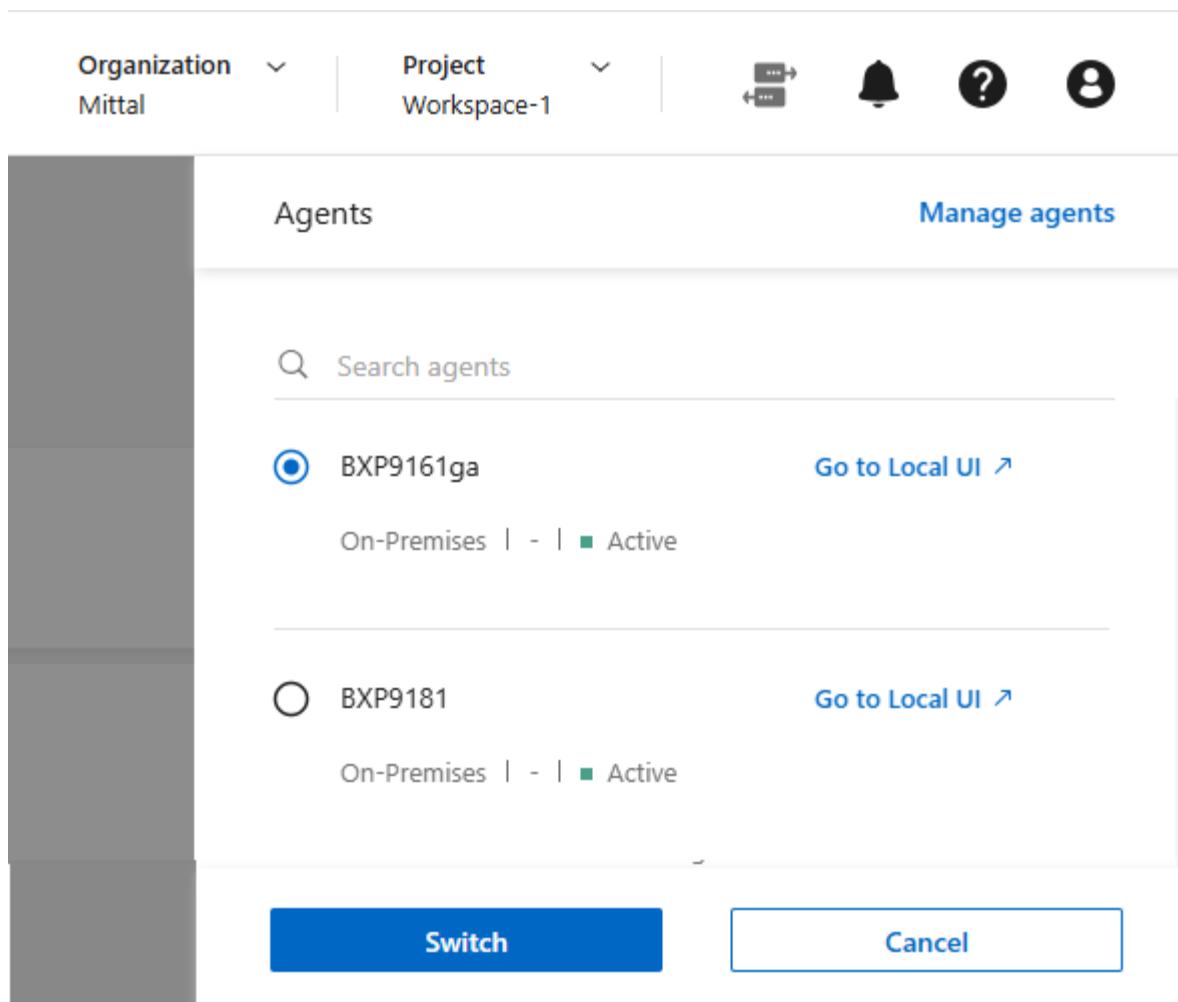 Organization
Mittal
Project
Workspace-1
Agents
Manage agents
Search agents
BXP9161ga
Go to Local UI
On-Premises | - | Active
BXP9181
Go to Local UI
On-Premises | - | Active
Switch
Cancel